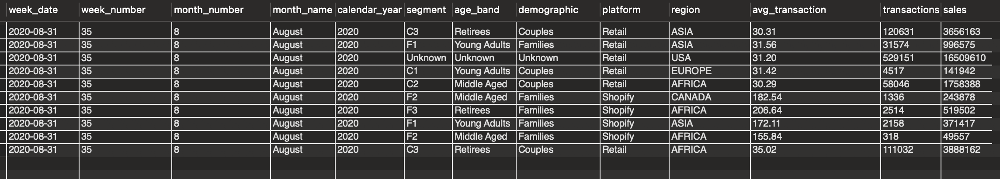 week_date week_number month_number month_name calendar_year segment age_band demographic platform region avg_transaction transactions sales
2020-08-31 35 8 August 2020 C3 Retirees Couples Retail ASIA 30.31 120631 3656163
2020-08-31 35 8 August 2020 F1 Young Adults Families Retail ASIA 31.56 31574 996575
2020-08-31 35 8 August 2020 Unknown Unknown Unknown Retail USA 31.20 529151 16509610
2020-08-31 35 8 August 2020 C1 Young Adults Couples Retail EUROPE 31.42 4517 141942
2020-08-31 35 8 August 2020 C2 Middle Aged Couples Retail AFRICA 30.29 58046 1758388
2020-08-31 35 8 August 2020 F2 Middle Aged Families Shopify CANADA 182.54 1336 243878
2020-08-31 35 8 August 2020 F3 Retirees Families Shopify AFRICA 206.64 2514 519502
2020-08-31 35 8 August 2020 F1 Young Adults Families Shopify ASIA 172.11 2158 371417
2020-08-31 35 8 August 2020 F2 Middle Aged Families Shopify AFRICA 155.84 318 49557
2020-08-31 35 8 August 2020 C3 Retirees Couples Retail AFRICA 35.02 111032 3888162